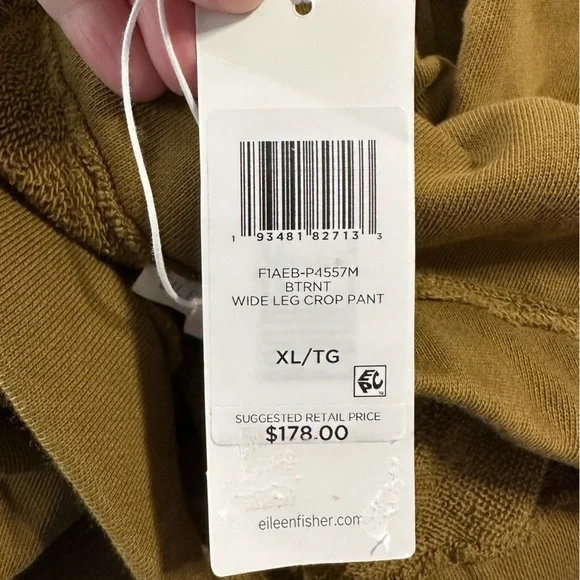 1 93481 82713 3
F1AEB-P4557M
BTRNT
WIDE LEG CROP PANT
XL/TG
EPC
SUGGESTED RETAIL PRICE
$178.00
eileenfisher.com